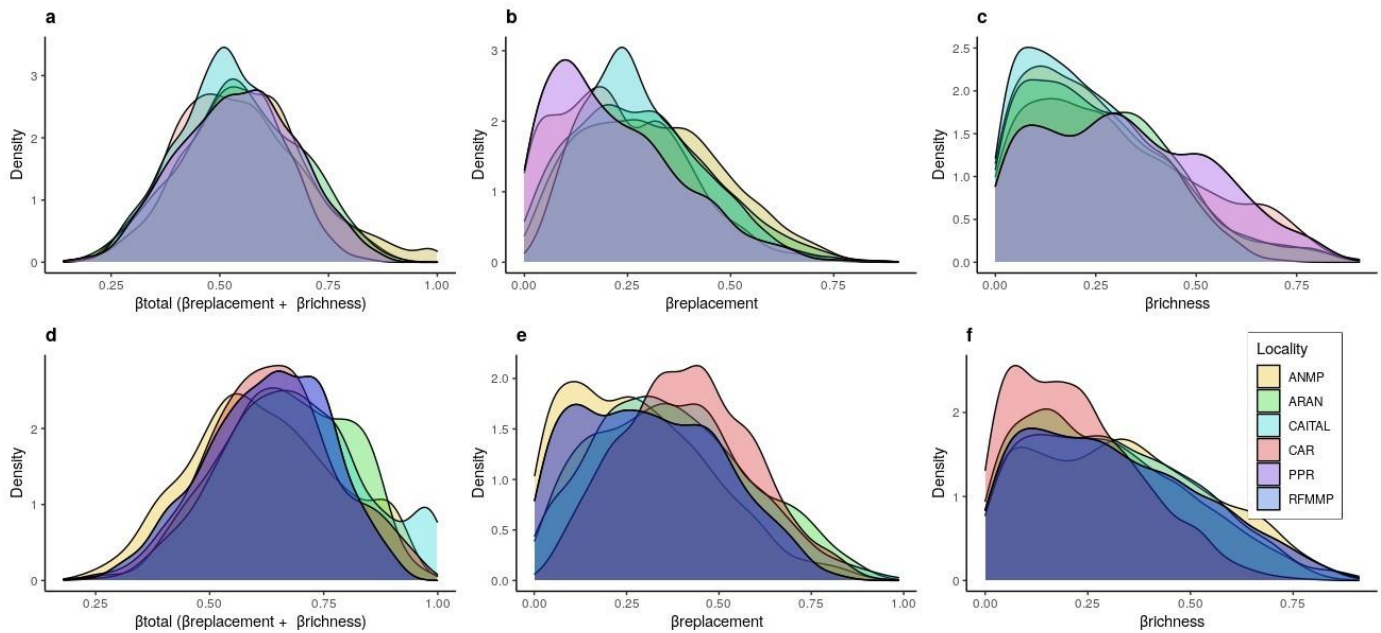 a
Density
3
2
1
0
0.25 0.50 0.75 1.00
βtotal (βreplacement + βrichness)
b
Density
3
2
1
0
0.00 0.25 0.50 0.75
βreplacement
c
Density
2.5
2.0
1.5
1.0
0.5
0.0
0.00 0.25 0.50 0.75
βrichness
d
Density
2
1
0
0.25 0.50 0.75 1.00
βtotal (βreplacement + βrichness)
e
Density
2.0
1.5
1.0
0.5
0.0
0.00 0.25 0.50 0.75 1.00
βreplacement
f
Density
2
1
0
0.00 0.25 0.50 0.75
βrichness
Locality
ANMP
ARAN
CAITAL
CAR
PPR
RFMMP